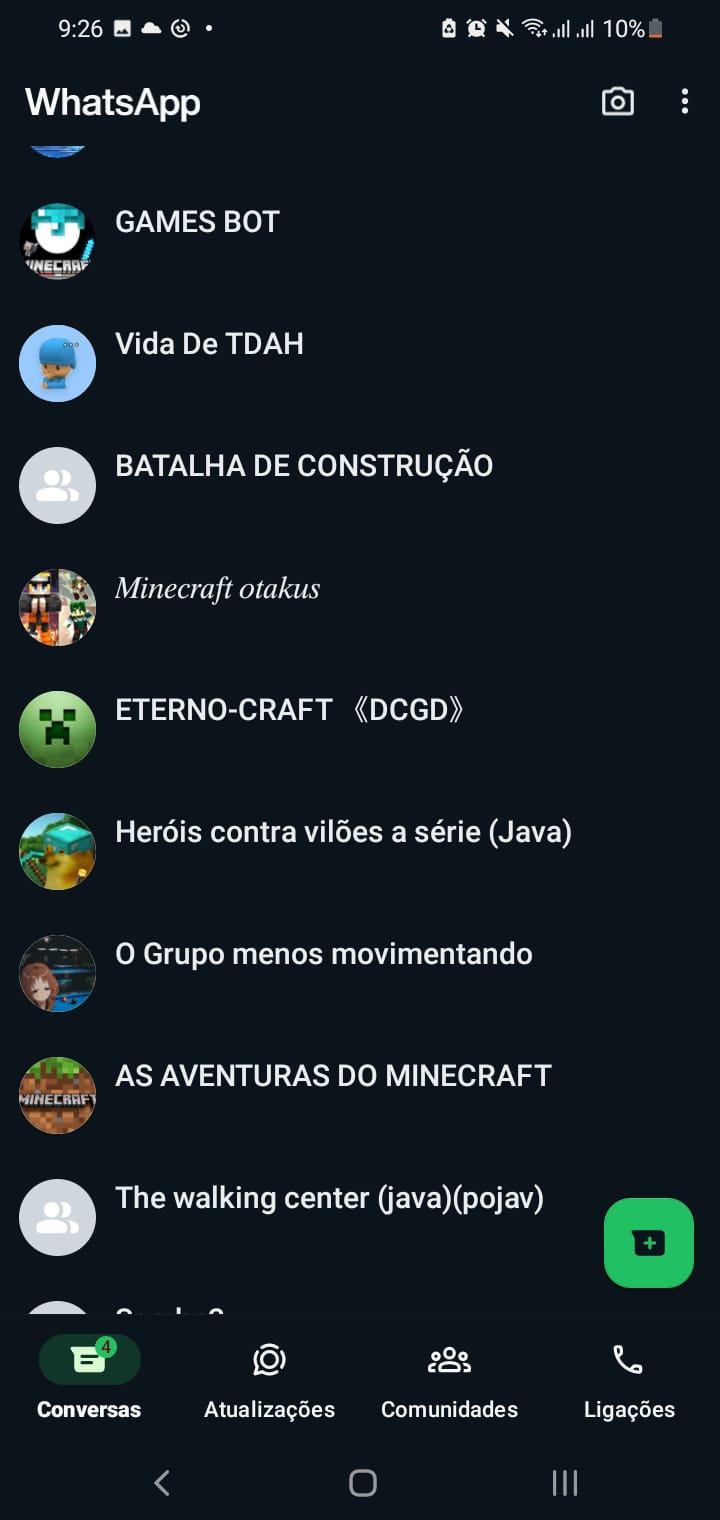 9:26
10%
WhatsApp
GAMES BOT
MINECRAFT
Vida De TDAH
BATALHA DE CONSTRUÇÃO
Minecraft otakus
ETERNO-CRAFT 《DCGD》
Heróis contra vilões a série (Java)
O Grupo menos movimentando
AS AVENTURAS DO MINECRAFT
MINECRAFT
The walking center (java)(pojav)
4
Conversas
Atualizações
Comunidades
Ligações